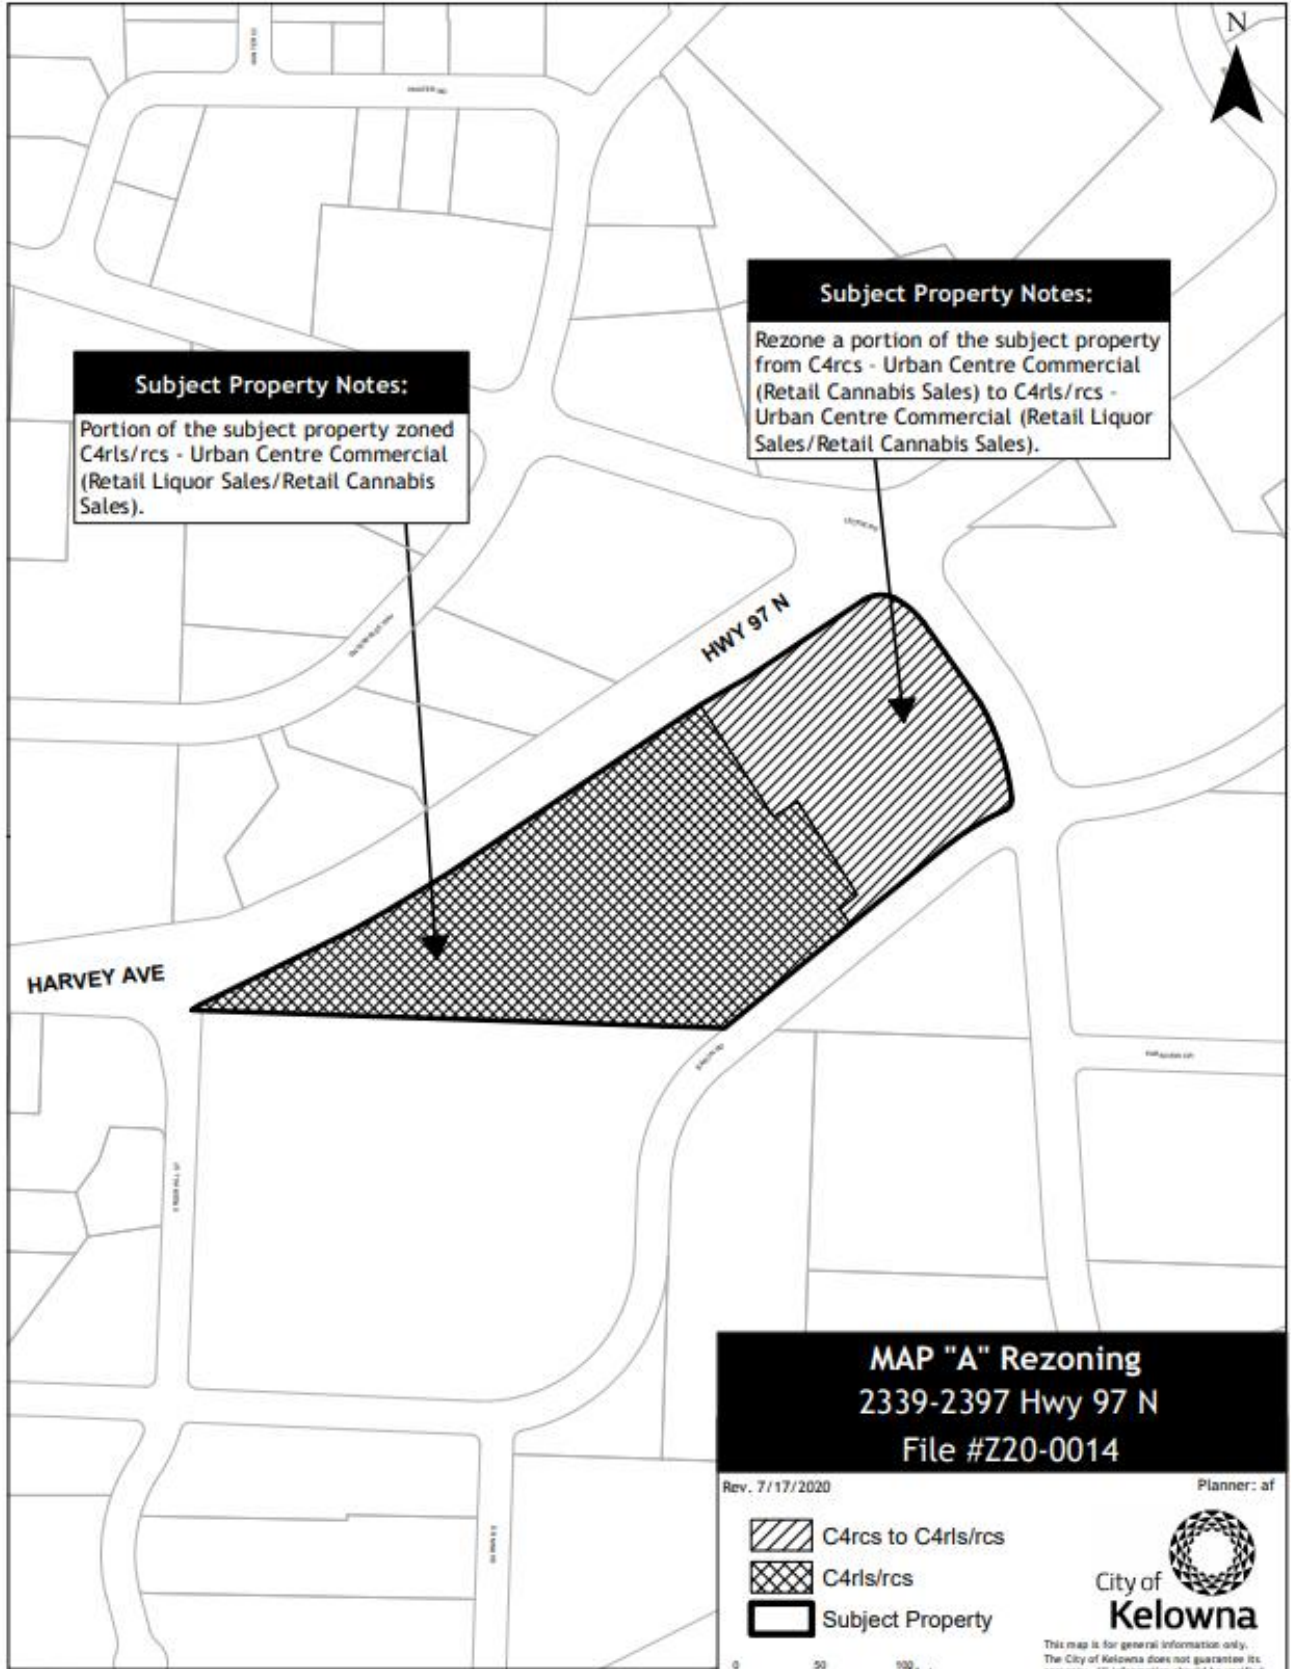 N
Subject Property Notes:
Rezone a portion of the subject property
from C4rcs - Urban Centre Commercial
(Retail Cannabis Sales) to C4rls/rcs -
Urban Centre Commercial (Retail Liquor
Sales/Retail Cannabis Sales).
Subject Property Notes:
Portion of the subject property zoned
C4rls/rcs - Urban Centre Commercial
(Retail Liquor Sales/Retail Cannabis
Sales).
HWY 97 N
HARVEY AVE
MAP "A" Rezoning
2339-2397 Hwy 97 N
File #Z20-0014
Rev. 7/17/2020
Planner: af
C4rcs to C4rls/rcs
C4rls/rcs
Subject Property
City of
Kelowna
This map is for general information only.
The City of Kelowna does not guarantee its
0 50 100